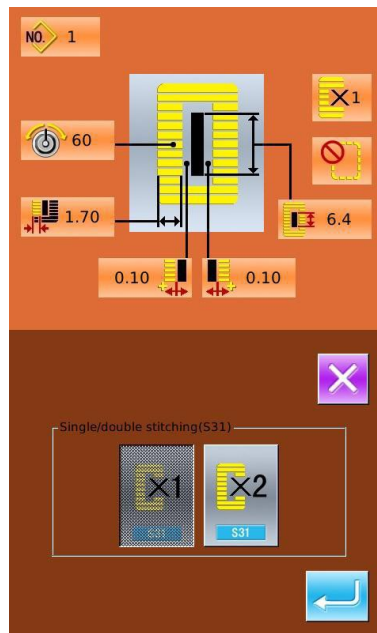 NO. 1
×1
60
1.70
6.4
0.10
0.10
Single/double stitching(S31)
×1
×2
S31
S31